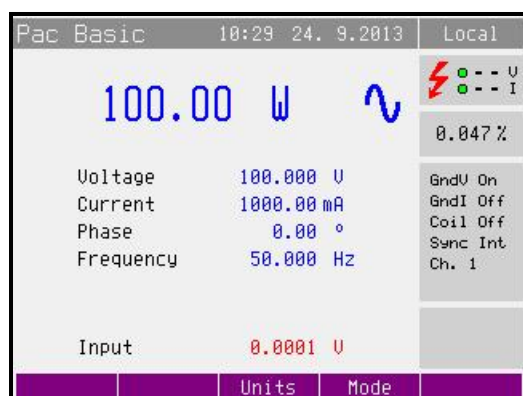 Pac Basic 10:29 24. 9.2013 Local
-- V
-- I
100.00 W
0.047 %
Voltage 100.000 V
Current 1000.00 mA
Phase 0.00 °
Frequency 50.000 Hz
GndV On
GndI Off
Coil Off
Sync Int
Ch. 1
Input 0.0001 V
Units Mode